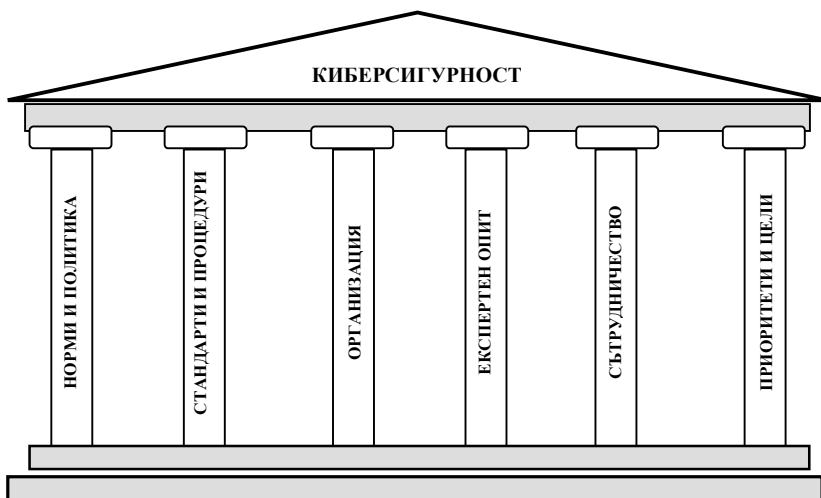 КИБЕРСИГУРНОСТ
НОРМИ И ПОЛИТИКА
СТАНДАРТИ И ПРОЦЕДУРИ
ОРГАНИЗАЦИЯ
ЕКСПЕРТЕН ОПИТ
СЪТРУДНИЧЕСТВО
ПРИОРИТЕТИ И ЦЕЛИ